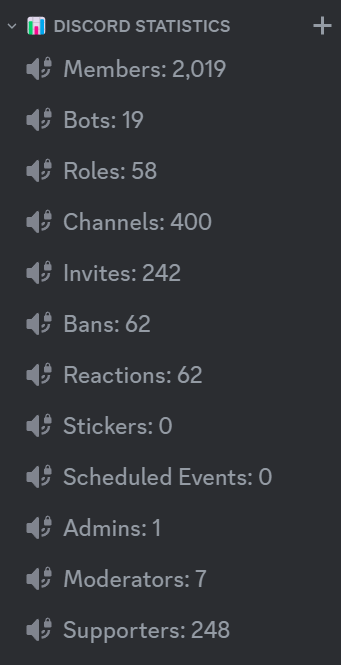 DISCORD STATISTICS
Members: 2,019
Bots: 19
Roles: 58
Channels: 400
Invites: 242
Bans: 62
Reactions: 62
Stickers: 0
Scheduled Events: 0
Admins: 1
Moderators: 7
Supporters: 248